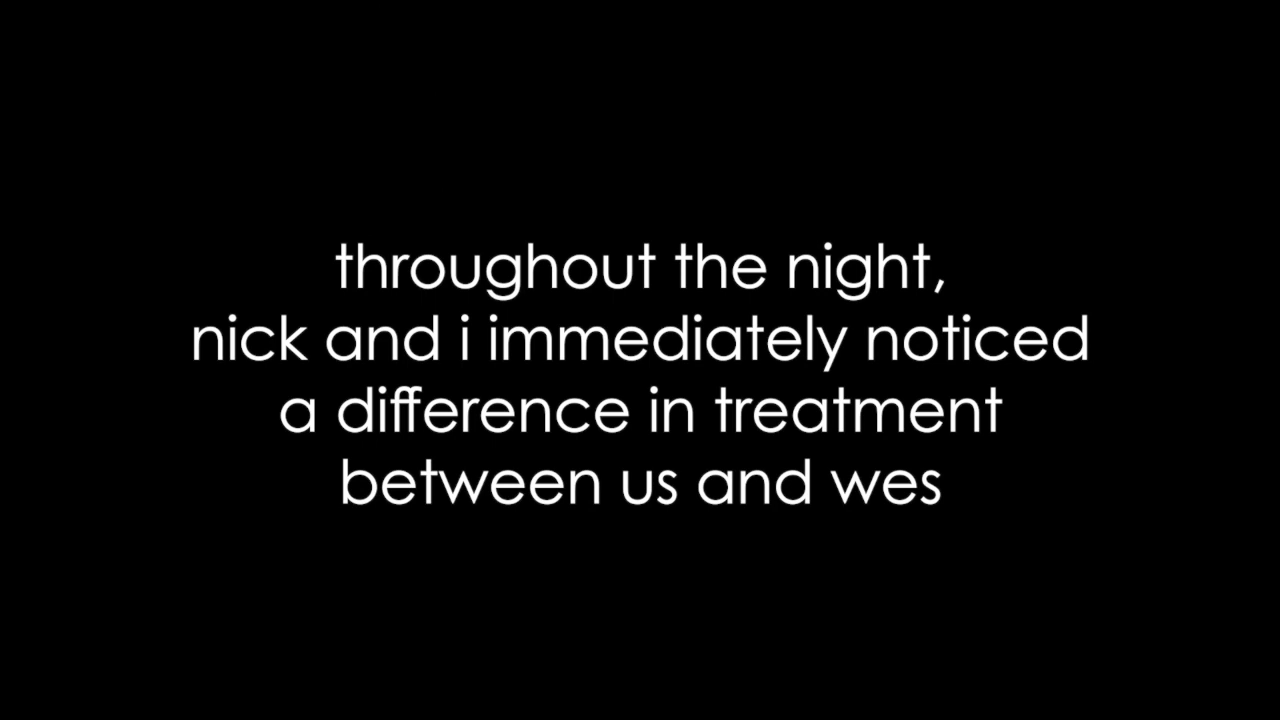 throughout the night,
nick and i immediately noticed
a difference in treatment
between us and wes